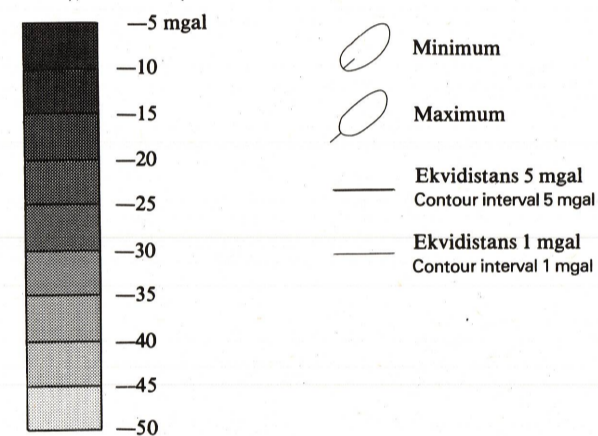 —5 mgal
—10
—15
—20
—25
—30
—35
—40
—45
—50
Minimum
Maximum
Ekvidistans 5 mgal
Contour interval 5 mgal
Ekvidistans 1 mgal
Contour interval 1 mgal